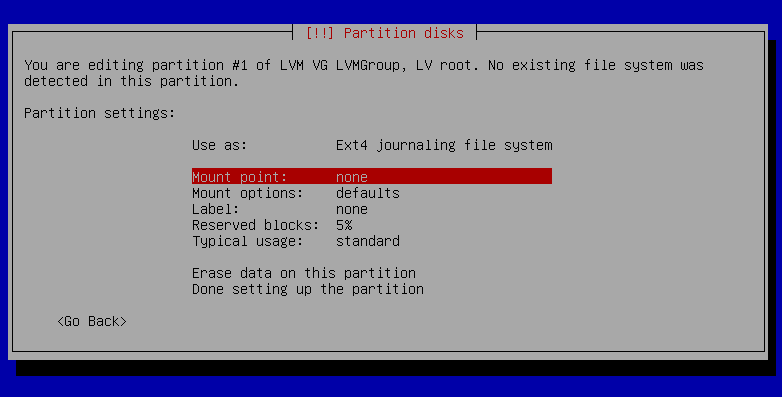 [!!] Partition disks
You are editing partition #1 of LVM VG LVMGroup, LV root. No existing file system was
detected in this partition.
Partition settings:
Use as: Ext4 journaling file system
Mount point: none
Mount options: defaults
Label: none
Reserved blocks: 5%
Typical usage: standard
Erase data on this partition
Done setting up the partition
<Go Back>